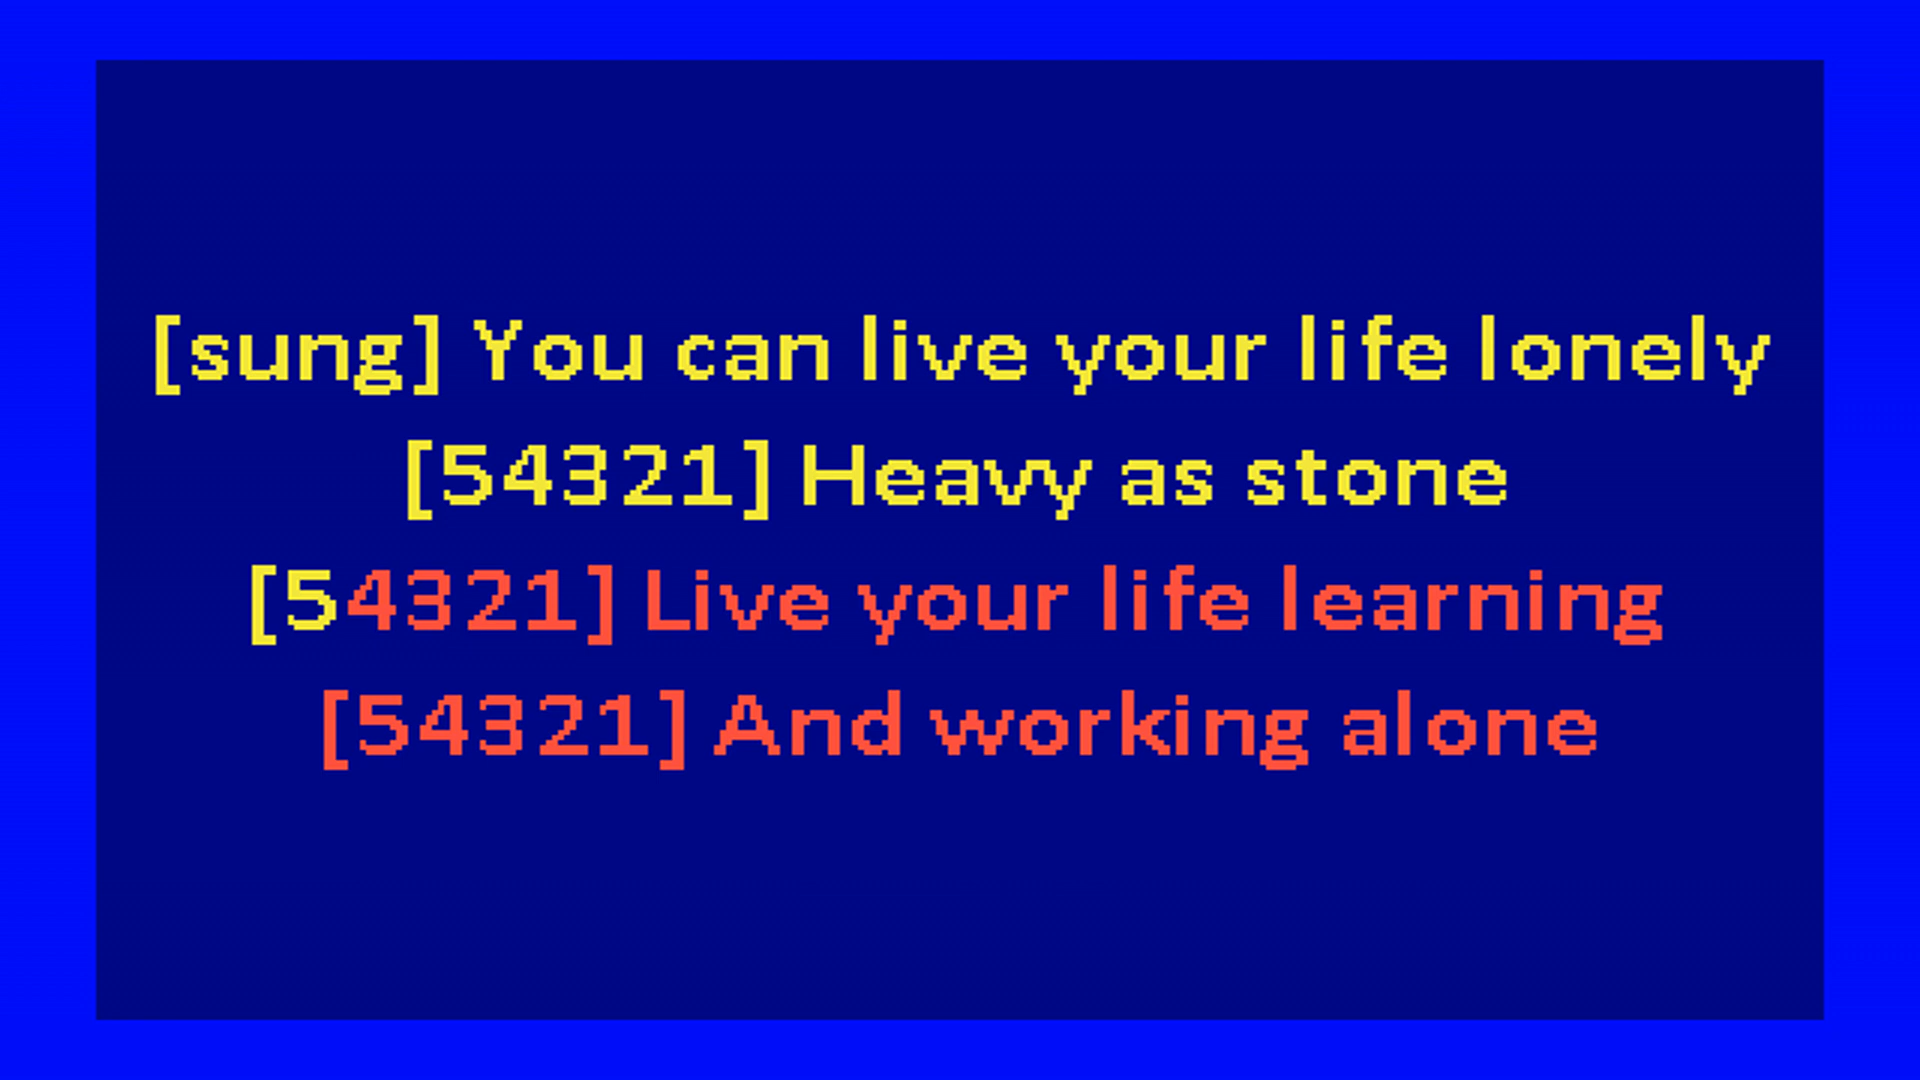 [sung] You can live your life lonely
[54321] Heavy as stone
[54321] Live your life learning
[54321] And working alone